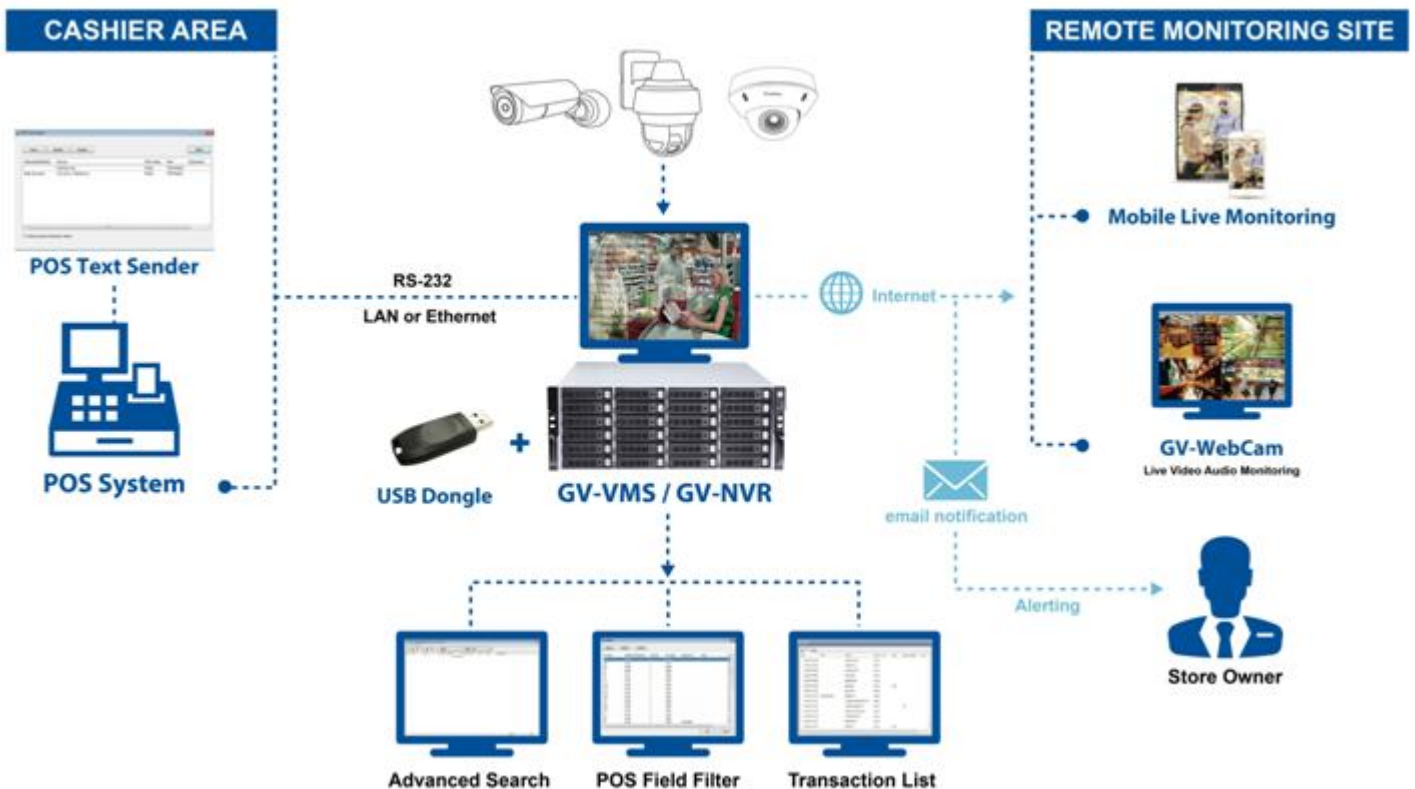 CASHIER AREA
REMOTE MONITORING SITE
POS Text Sender
Mobile Live Monitoring
RS-232
LAN or Ethernet
Internet
POS System
USB Dongle
+
GV-VMS / GV-NVR
GV-WebCam
Live Video Audio Monitoring
email notification
Alerting
Store Owner
Advanced Search
POS Field Filter
Transaction List